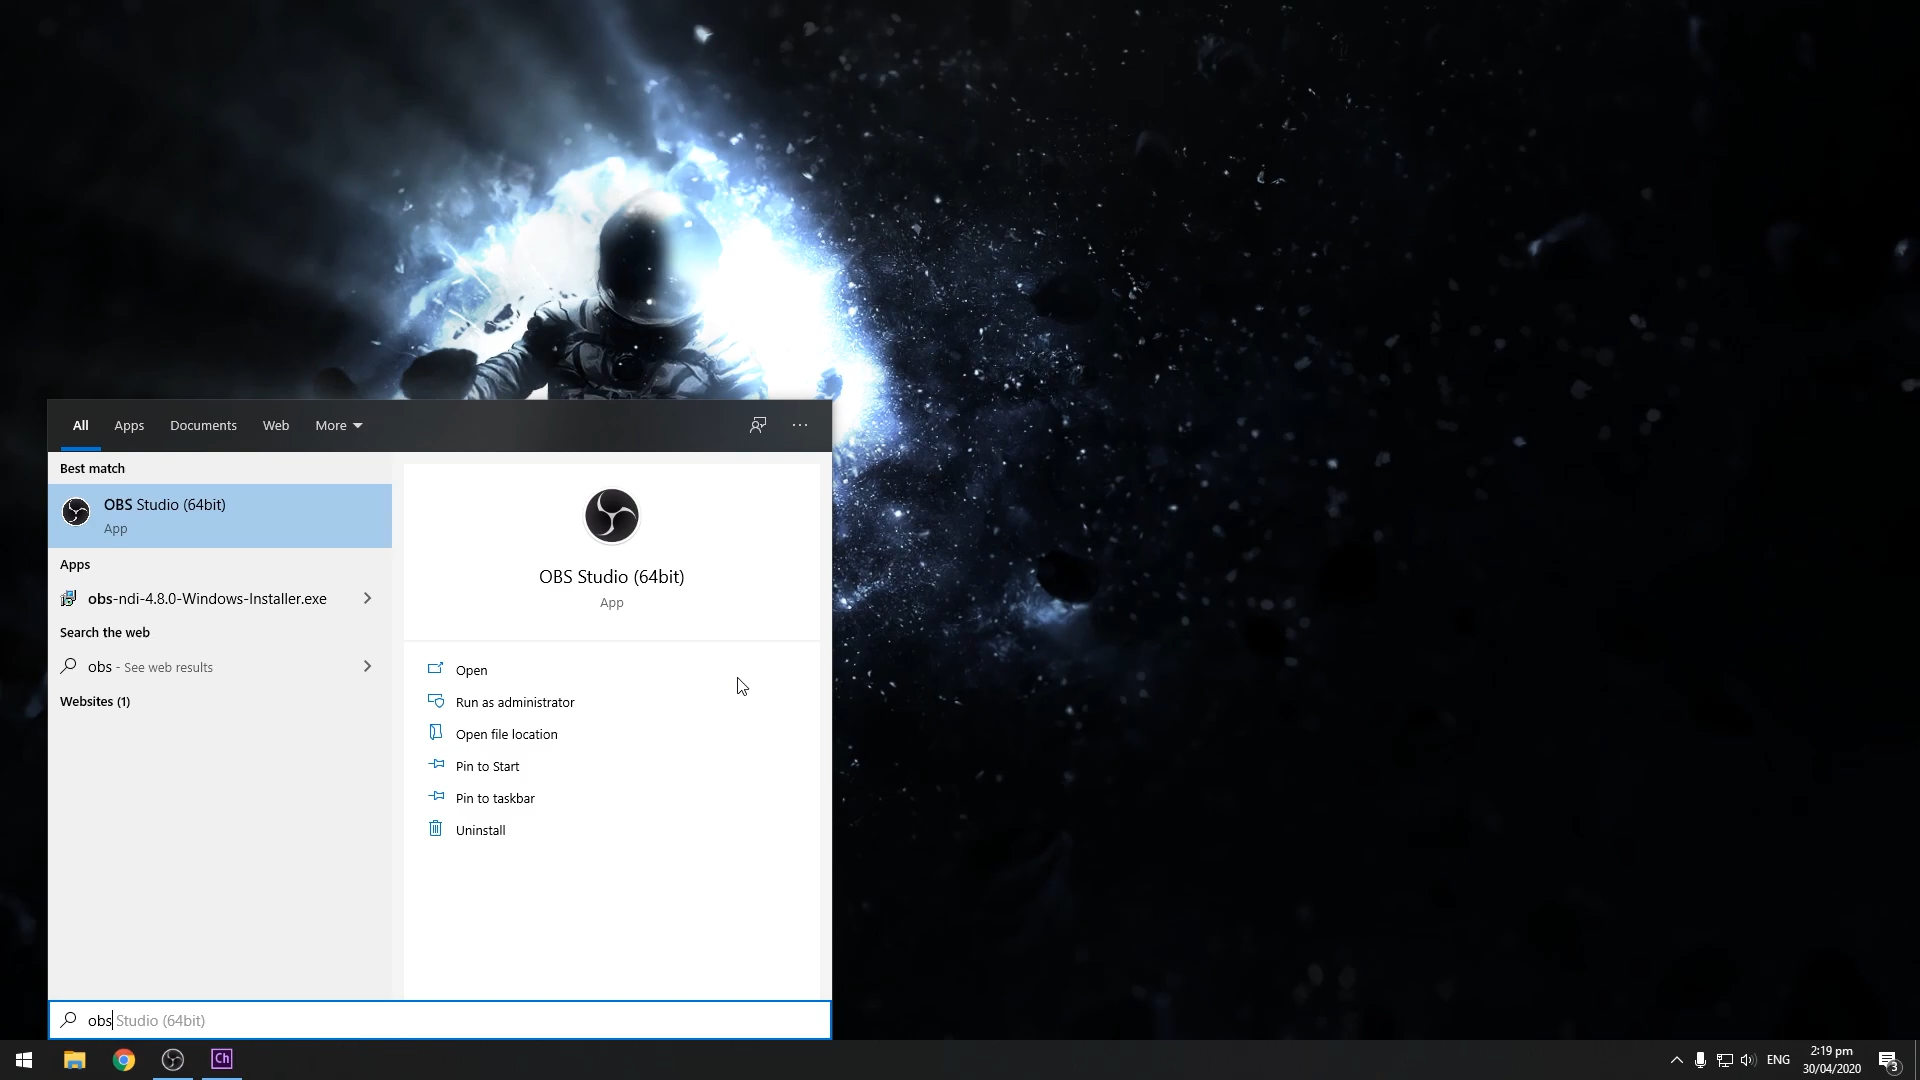 All Apps Documents Web More
Best match
OBS Studio (64bit)
App
Apps
obs-ndi-4.8.0-Windows-Installer.exe
Search the web
obs - See web results
Websites (1)
OBS Studio (64bit)
App
Open
Run as administrator
Open file location
Pin to Start
Pin to taskbar
Uninstall
obs Studio (64bit)
Ch
ENG
2:19 pm
30/04/2020
3